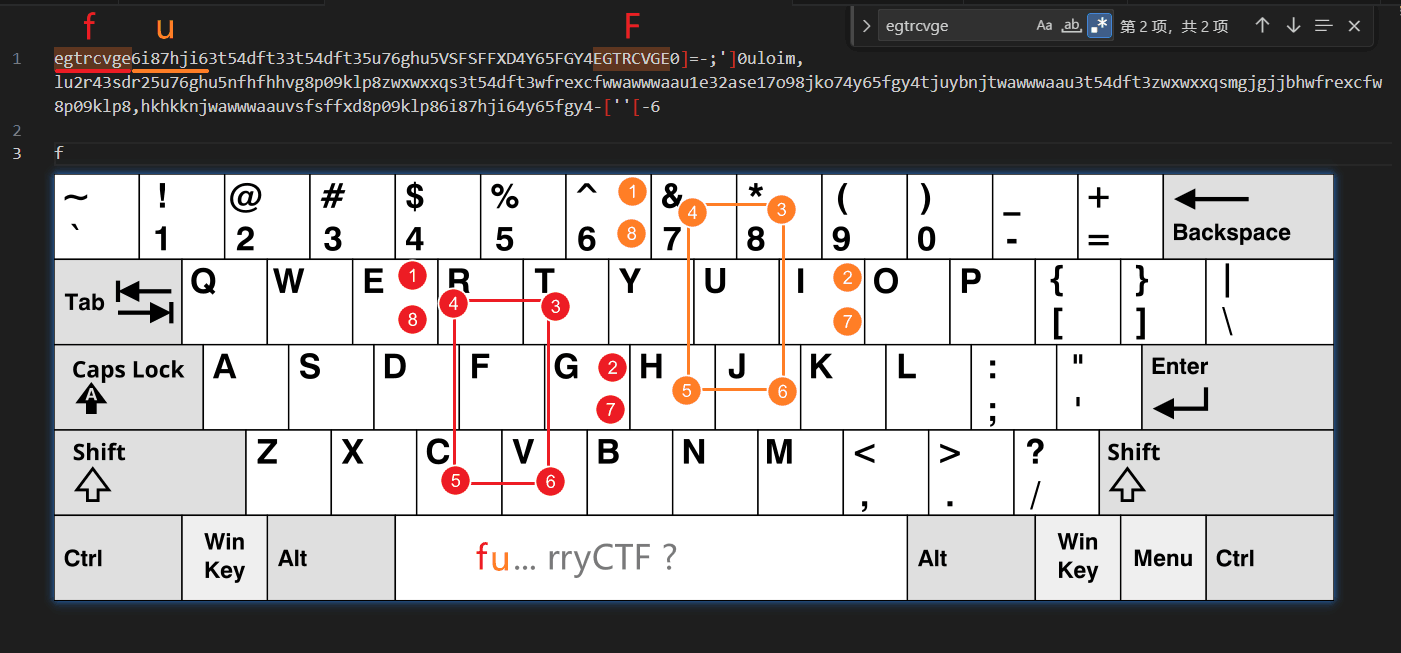 f u F
egtrcvge Aa ab .* 第 2 项，共 2 项
1 egtrcvge6i87hji63t54dft33t54dft35u76ghu5VSFSFFXD4Y65FGY4EGTRCVGE0]=-;']0uloim,
lu2r43sdr25u76ghu5nfhfhhvg8p09klp8zwxwxxqs3t54dft3wfrexcfwwawwwaau1e32ase17o98jko74y65fgy4tjuybnjtwawwwaau3t54dft3zwxwxxqsmgjgjjbhwfrexcfw
8p09klp8,hkhkknjwawwwaauvsfsffxd8p09klp86i87hji64y65fgy4-[''[-6
2
3 f
~ ! @ # $ % ^ 1 & 4 * 3 ( ) _ + 
` 1 2 3 4 5 6 8 7 8 9 0 - = Backspace
Tab Q W E 1 8 R 4 T 3 Y U I 2 7 O P { [ } ] | \
Caps Lock A A S D F G 2 7 H 5 J 6 K L : ; " ' Enter
Shift Z X C 5 V 6 B N M < , > . ? / Shift
Ctrl Win Key Alt fu... rryCTF ? Alt Win Key Menu Ctrl